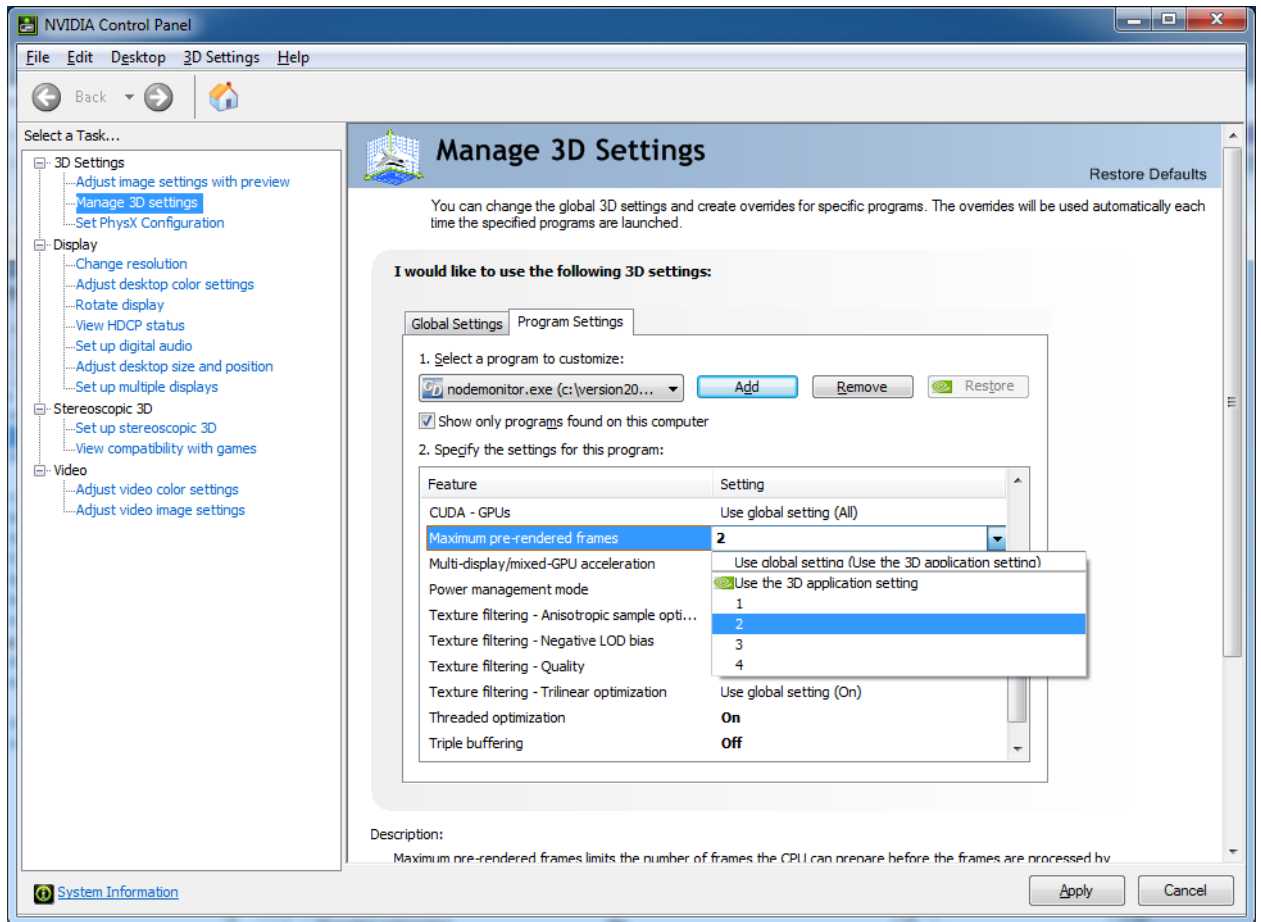 NVIDIA Control Panel
File Edit Desktop 3D Settings Help
Back
Select a Task...
3D Settings
Adjust image settings with preview
Manage 3D settings
Set PhysX Configuration
Display
Change resolution
Adjust desktop color settings
Rotate display
View HDCP status
Set up digital audio
Adjust desktop size and position
Set up multiple displays
Stereoscopic 3D
Set up stereoscopic 3D
View compatibility with games
Video
Adjust video color settings
Adjust video image settings
Manage 3D Settings
Restore Defaults
You can change the global 3D settings and create overrides for specific programs. The overrides will be used automatically each
time the specified programs are launched.
I would like to use the following 3D settings:
Global Settings Program Settings
1. Select a program to customize:
nodemonitor.exe (c:\version20... Add Remove Restore
Show only programs found on this computer
2. Specify the settings for this program:
Feature Setting
CUDA - GPUs Use global setting (All)
Maximum pre-rendered frames 2
Multi-display/mixed-GPU acceleration Use global setting (Use the 3D application setting)
Use the 3D application setting
Power management mode
1
Texture filtering - Anisotropic sample opti...
2
Texture filtering - Negative LOD bias
3
Texture filtering - Quality
4
Texture filtering - Trilinear optimization Use global setting (On)
Threaded optimization On
Triple buffering Off
Description:
Maximum pre-rendered frames limits the number of frames the CPU can prepare before the frames are processed by
System Information
Apply Cancel